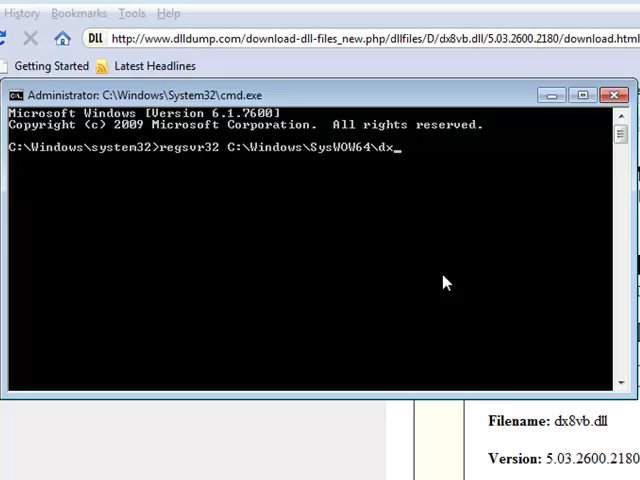 History Bookmarks Tools Help
DLL http://www.dlldump.com/download-dll-files_new.php/dllfiles/D/dx8vb.dll/5.03.2600.2180/download.html
Getting Started Latest Headlines
Administrator: C:\Windows\System32\cmd.exe
Microsoft Windows [Version 6.1.7600]
Copyright (c) 2009 Microsoft Corporation. All rights reserved.
C:\Windows\system32>regsvr32 C:\Windows\SysWOW64\dx_
Filename: dx8vb.dll
Version: 5.03.2600.2180